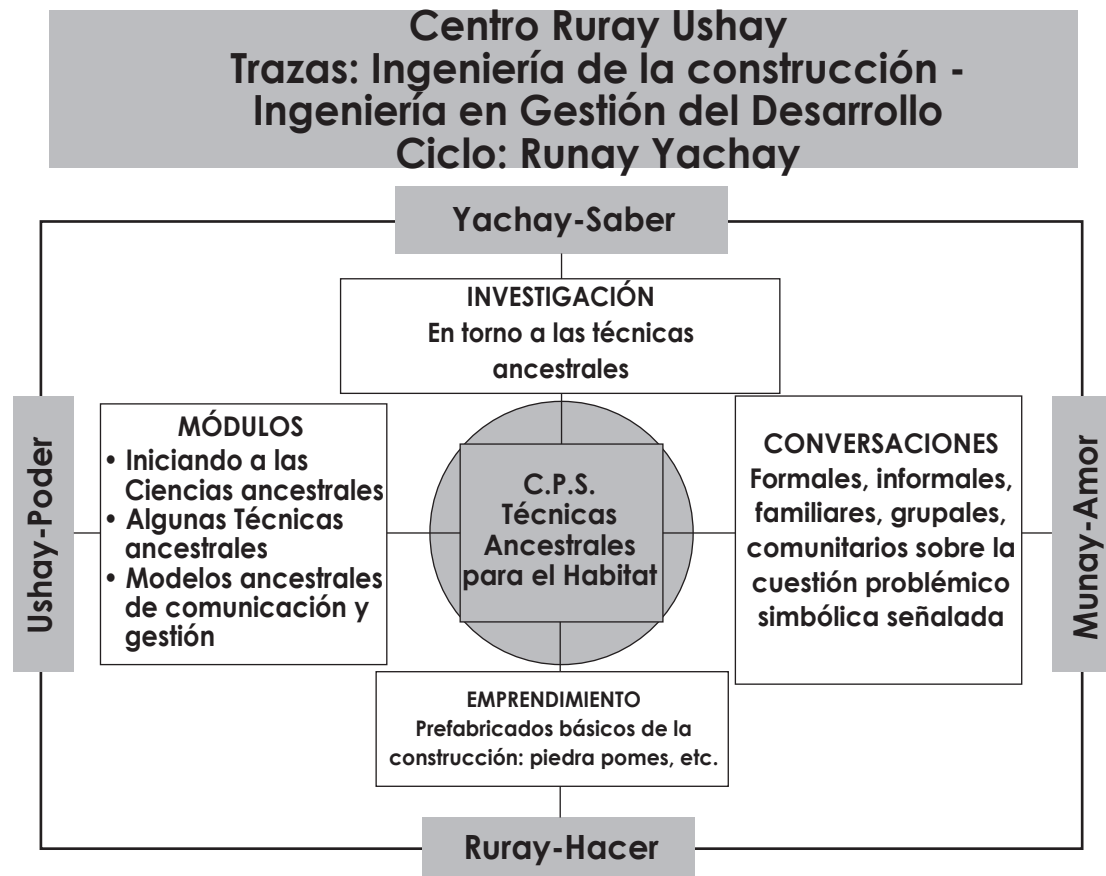 Centro Ruray Ushay
Trazas: Ingeniería de la construcción -
Ingeniería en Gestión del Desarrollo
Ciclo: Runay Yachay
Yachay-Saber
INVESTIGACIÓN
En torno a las técnicas
ancestrales
Ushay-Poder
MÓDULOS
• Iniciando a las
Ciencias ancestrales
• Algunas Técnicas
ancestrales
• Modelos ancestrales
de comunicación y
gestión
C.P.S.
Técnicas
Ancestrales
para el Habitat
CONVERSACIONES
Formales, informales,
familiares, grupales,
comunitarios sobre la
cuestión problémico
simbólica señalada
Munay-Amor
EMPRENDIMIENTO
Prefabricados básicos de la
construcción: piedra pomes, etc.
Ruray-Hacer